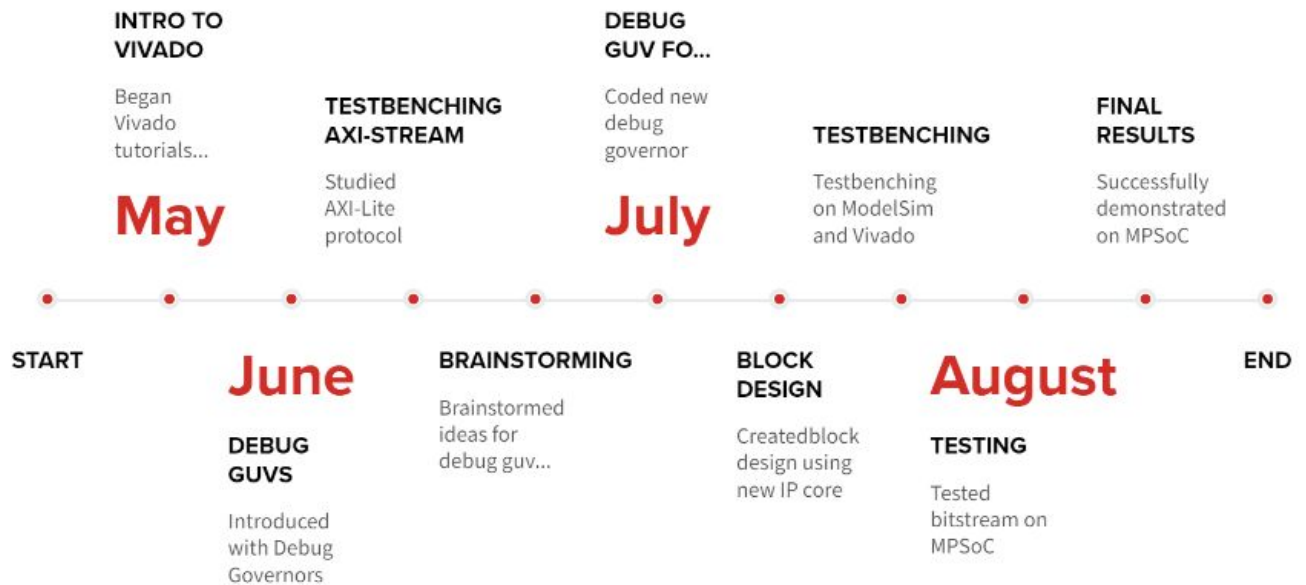 START
INTRO TO
VIVADO
Began
Vivado
tutorials...
May
June
DEBUG
GUVS
Introduced
with Debug
Governors
TESTBENCHING
AXI-STREAM
Studied
AXI-Lite
protocol
BRAINSTORMING
Brainstormed
ideas for
debug guv...
DEBUG
GUV FO...
Coded new
debug
governor
July
BLOCK
DESIGN
Createdblock
design using
new IP core
TESTBENCHING
Testbenching
on ModelSim
and Vivado
August
TESTING
Tested
bitstream on
MPSoC
FINAL
RESULTS
Successfully
demonstrated
on MPSoC
END